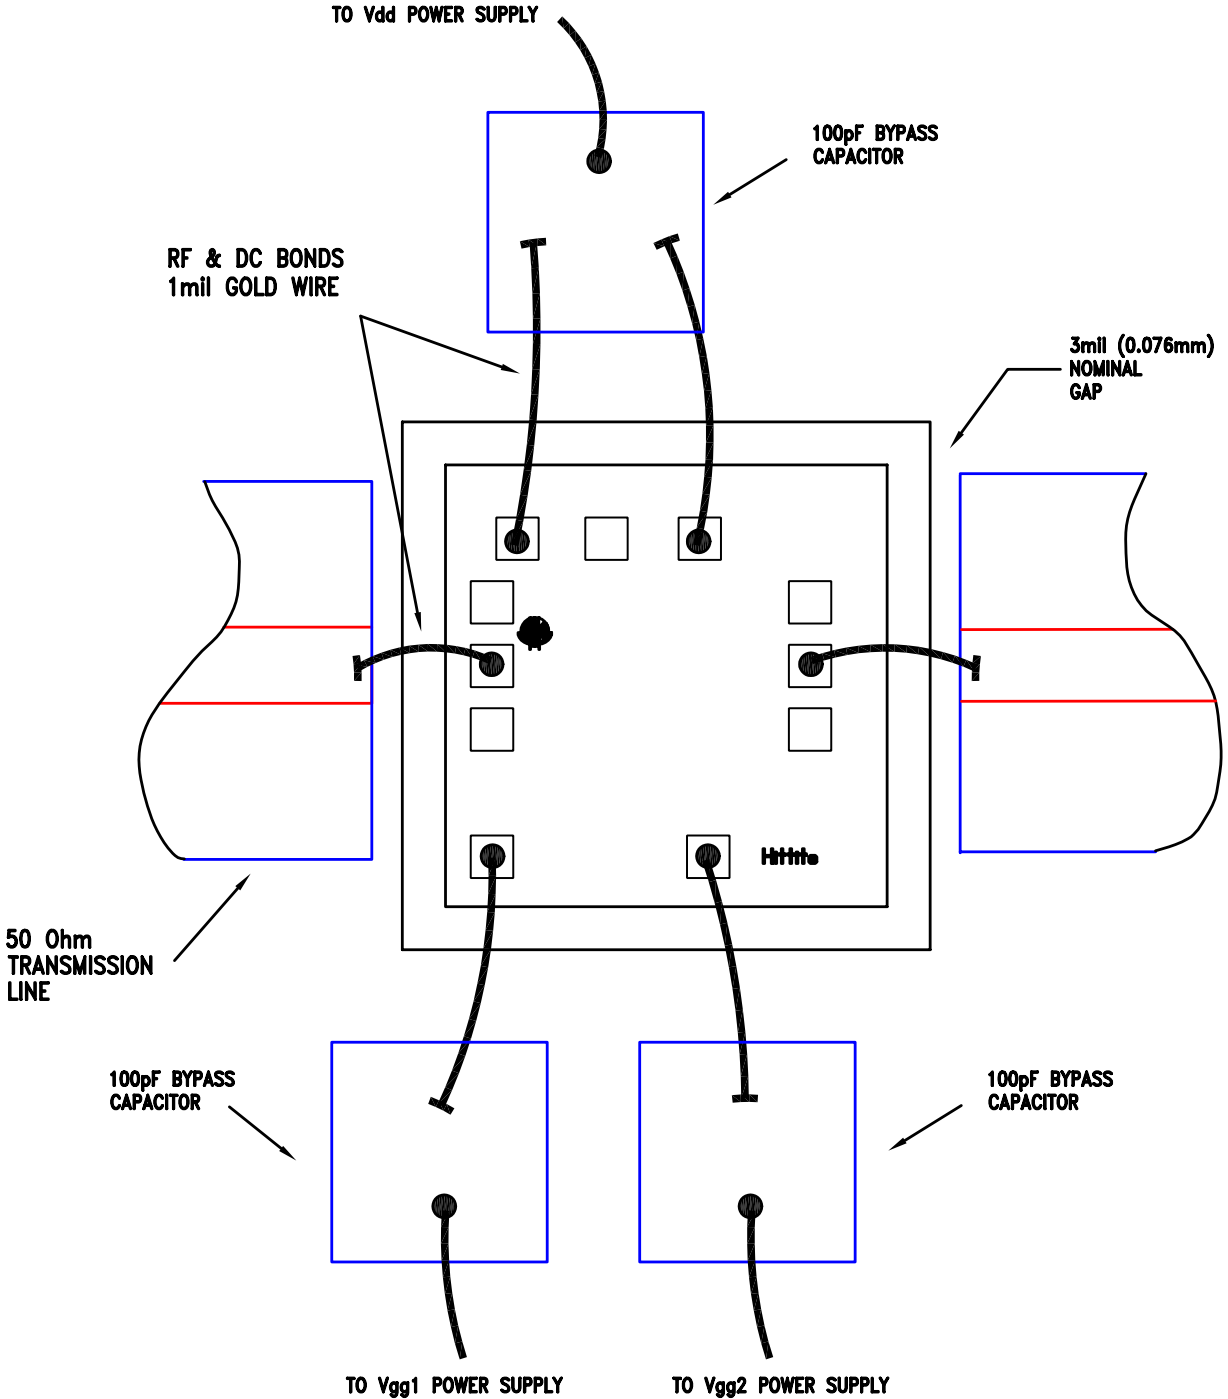 TO Vdd POWER SUPPLY
100pF BYPASS
CAPACITOR
RF & DC BONDS
1mil GOLD WIRE
3mil (0.076mm)
NOMINAL
GAP
Hittite
50 Ohm
TRANSMISSION
LINE
100pF BYPASS
CAPACITOR
100pF BYPASS
CAPACITOR
TO Vgg1 POWER SUPPLY
TO Vgg2 POWER SUPPLY